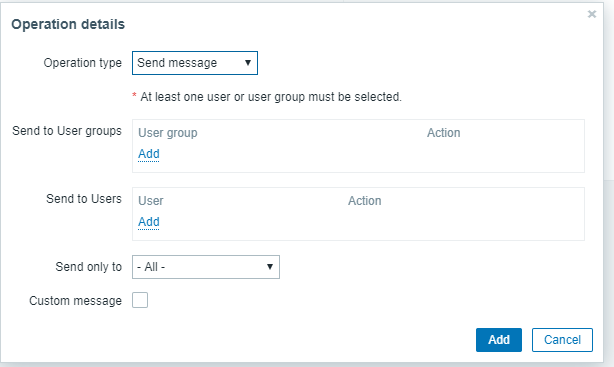 Operation details
Operation type Send message
* At least one user or user group must be selected.
Send to User groups User group Action
Add
Send to Users User Action
Add
Send only to - All -
Custom message
Add Cancel